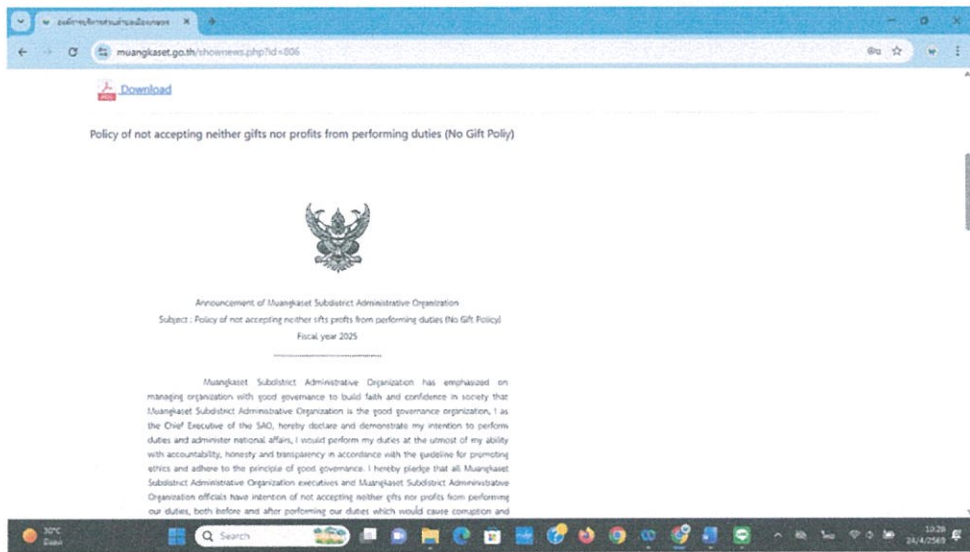 muangkaset.go.th/shownews.php?id=806
Download
Policy of not accepting neither gifts nor profits from performing duties (No Gift Poliy)
Announcement of Muangkaset Subdistrict Administrative Organization
Subject : Policy of not accepting neither sifts profts from performing duties (No Gift Policy)
Fiscal year 2025
Muangkaset Subdistrict Administrative Organization has emphasized on
managing organization with good governance to build faith and confidence in society that
Muangkaset Subdistrict Administrative Organization is the good governance organization, I as
the Chief Executive of the SAO, hereby declare and demonstrate my intention to perform
duties and administer national affairs, I would perform my duties at the utmost of my ability
with accountability, honesty and transparency in accordance with the guideline for promoting
ethics and adhere to the principle of good governance. I hereby pledge that all Muangkaset
Subdistrict Administrative Organization executives and Muangkaset Subdistrict Administrative
Organization officials have intention of not accepting neither gifts nor profits from performing
our duties, both before and after performing our duties which would cause corruption and
30°C
Search
10:28
24/4/2569